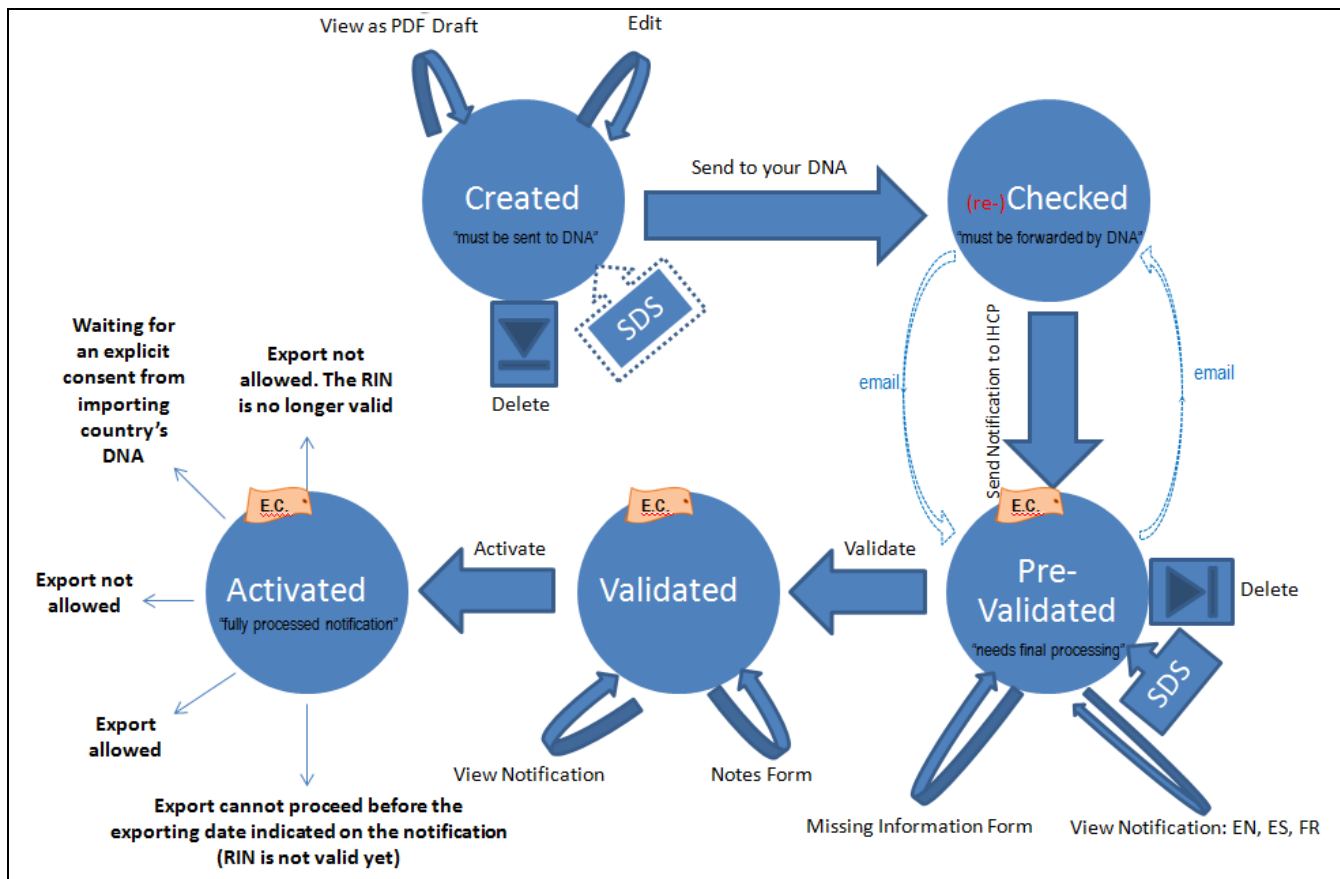 View as PDF Draft
Edit
Created
"must be sent to DNA"
Send to your DNA
(re-)Checked
"must be forwarded by DNA"
SDS
Delete
email
Send Notification to IHCP
email
Waiting for
an explicit
consent from
importing
country's
DNA
Export not
allowed. The RIN
is no longer valid
E.C.
Activated
"fully processed notification"
Activate
E.C.
Validated
Validate
E.C.
Pre-
Validated
"needs final processing"
Delete
SDS
Export not
allowed
Export
allowed
Export cannot proceed before the
exporting date indicated on the notification
(RIN is not valid yet)
View Notification
Notes Form
Missing Information Form
View Notification: EN, ES, FR